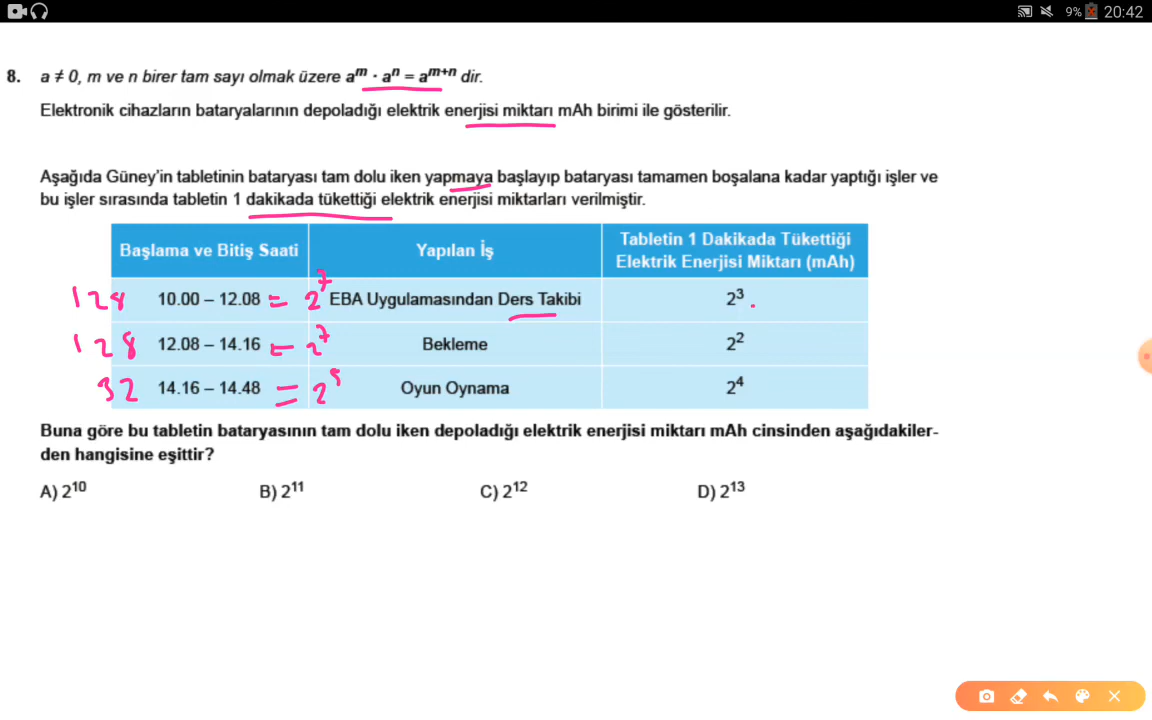 9% 20:42
8. a ≠ 0, m ve n birer tam sayı olmak üzere aᵐ · aⁿ = aᵐ⁺ⁿ dir.
Elektronik cihazların bataryalarının depoladığı elektrik enerjisi miktarı mAh birimi ile gösterilir.
Aşağıda Güney'in tabletinin bataryası tam dolu iken yapmaya başlayıp bataryası tamamen boşalana kadar yaptığı işler ve
bu işler sırasında tabletin 1 dakikada tükettiği elektrik enerjisi miktarları verilmiştir.
Başlama ve Bitiş Saati Yapılan İş Tabletin 1 Dakikada Tükettiği
Elektrik Enerjisi Miktarı (mAh)
128 10.00 – 12.08 = 2⁷ EBA Uygulamasından Ders Takibi 2³ .
128 12.08 – 14.16 = 2⁷ Bekleme 2²
32 14.16 – 14.48 = 2⁵ Oyun Oynama 2⁴
Buna göre bu tabletin bataryasının tam dolu iken depoladığı elektrik enerjisi miktarı mAh cinsinden aşağıdakiler-
den hangisine eşittir?
A) 2¹⁰ B) 2¹¹ C) 2¹² D) 2¹³